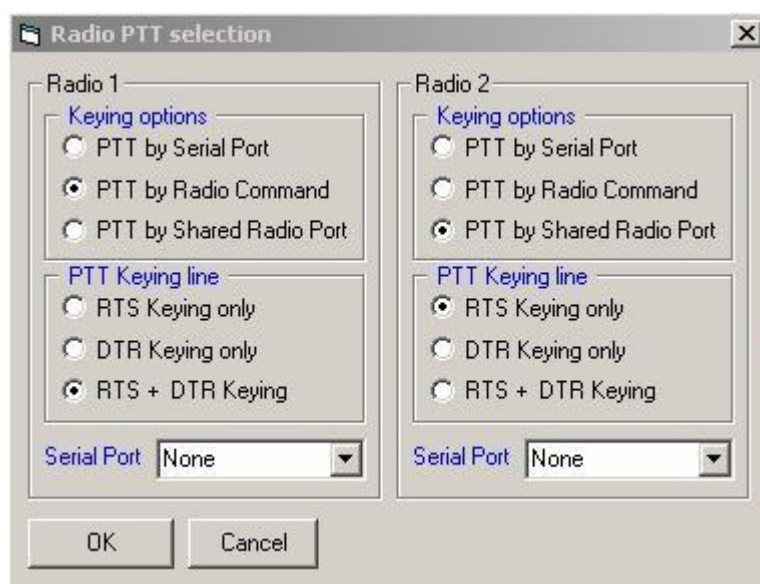 Radio PTT selection
Radio 1
Keying options
PTT by Serial Port
PTT by Radio Command
PTT by Shared Radio Port
PTT Keying line
RTS Keying only
DTR Keying only
RTS + DTR Keying
Serial Port None
Radio 2
Keying options
PTT by Serial Port
PTT by Radio Command
PTT by Shared Radio Port
PTT Keying line
RTS Keying only
DTR Keying only
RTS + DTR Keying
Serial Port None
OK Cancel